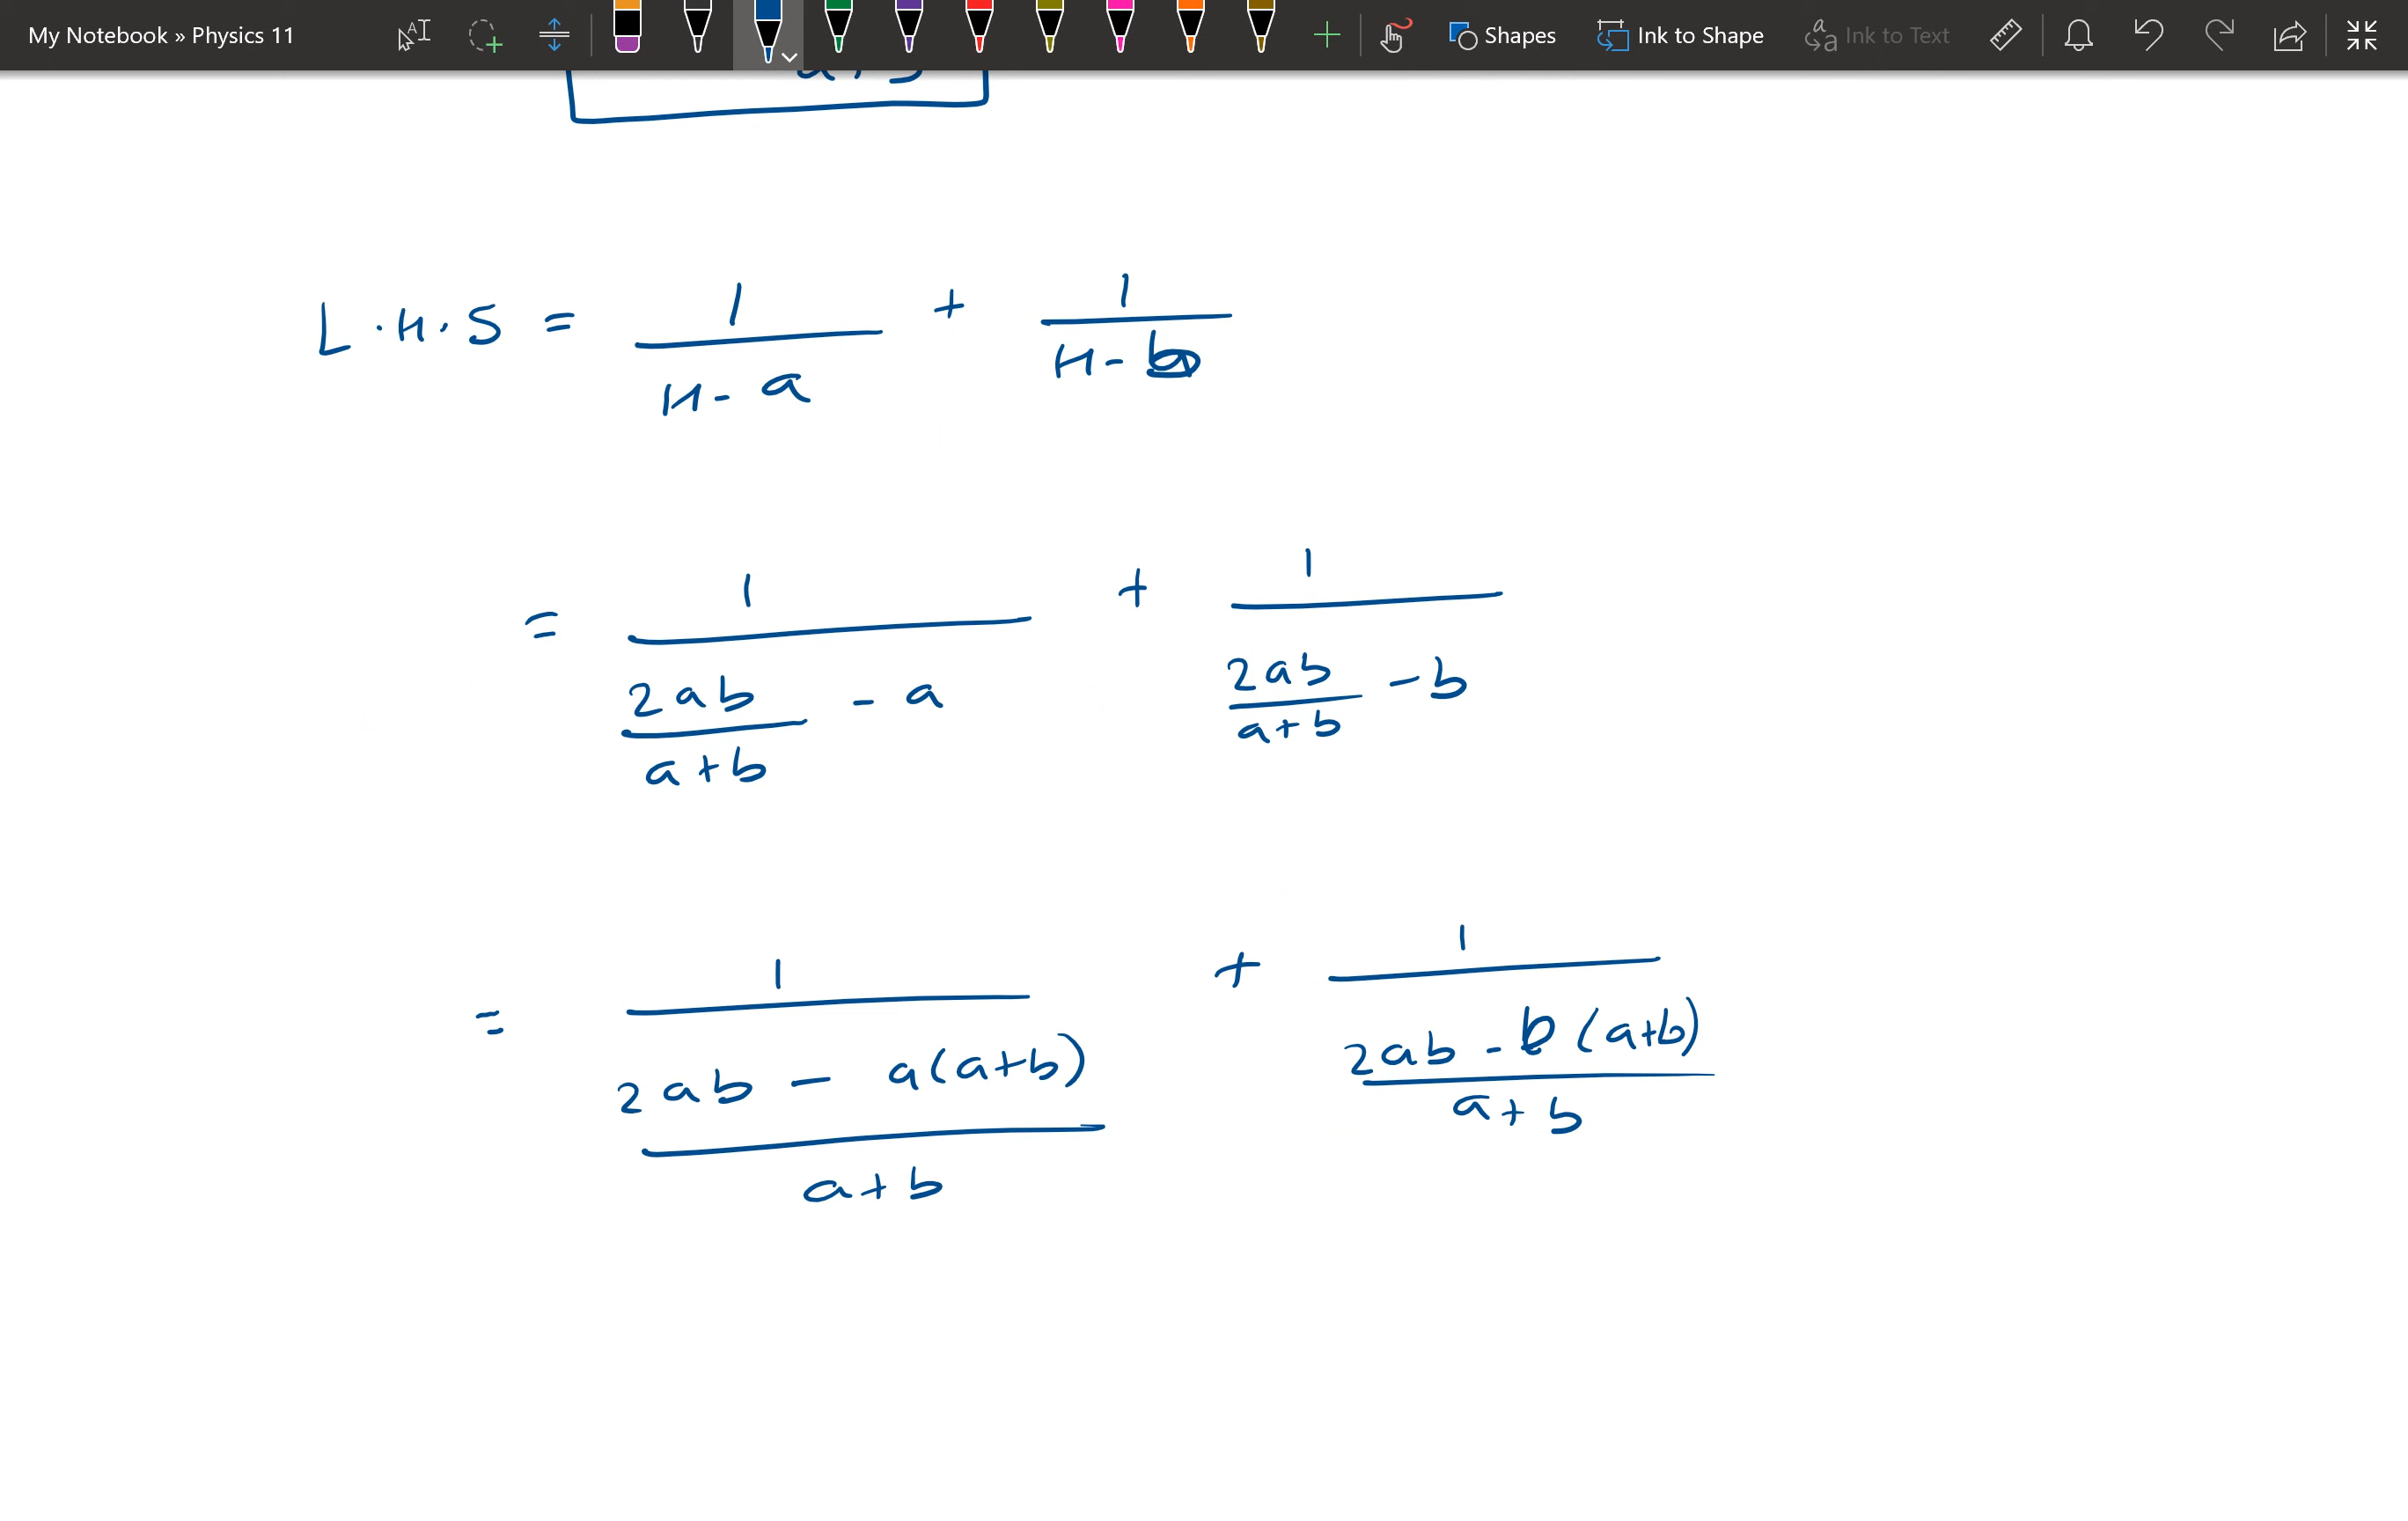 My Notebook » Physics 11 Shapes Ink to Shape Ink to Text
L.H.S = 1/(H - a) + 1/(H - b)
= 1/(2ab/(a+b) - a) + 1/(2ab/(a+b) - b)
= 1/((2ab - a(a+b))/(a+b)) + 1/((2ab - b(a+b))/(a+b))